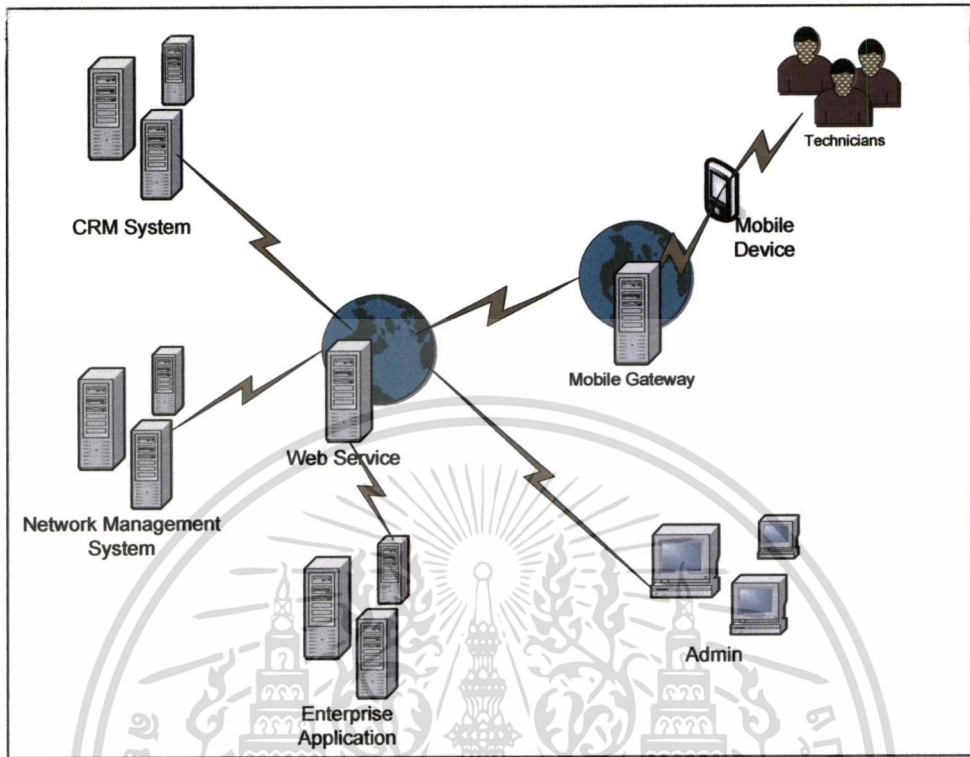 Technicians
CRM System
Mobile
Device
Mobile Gateway
Web Service
Network Management
System
Admin
Enterprise
Application